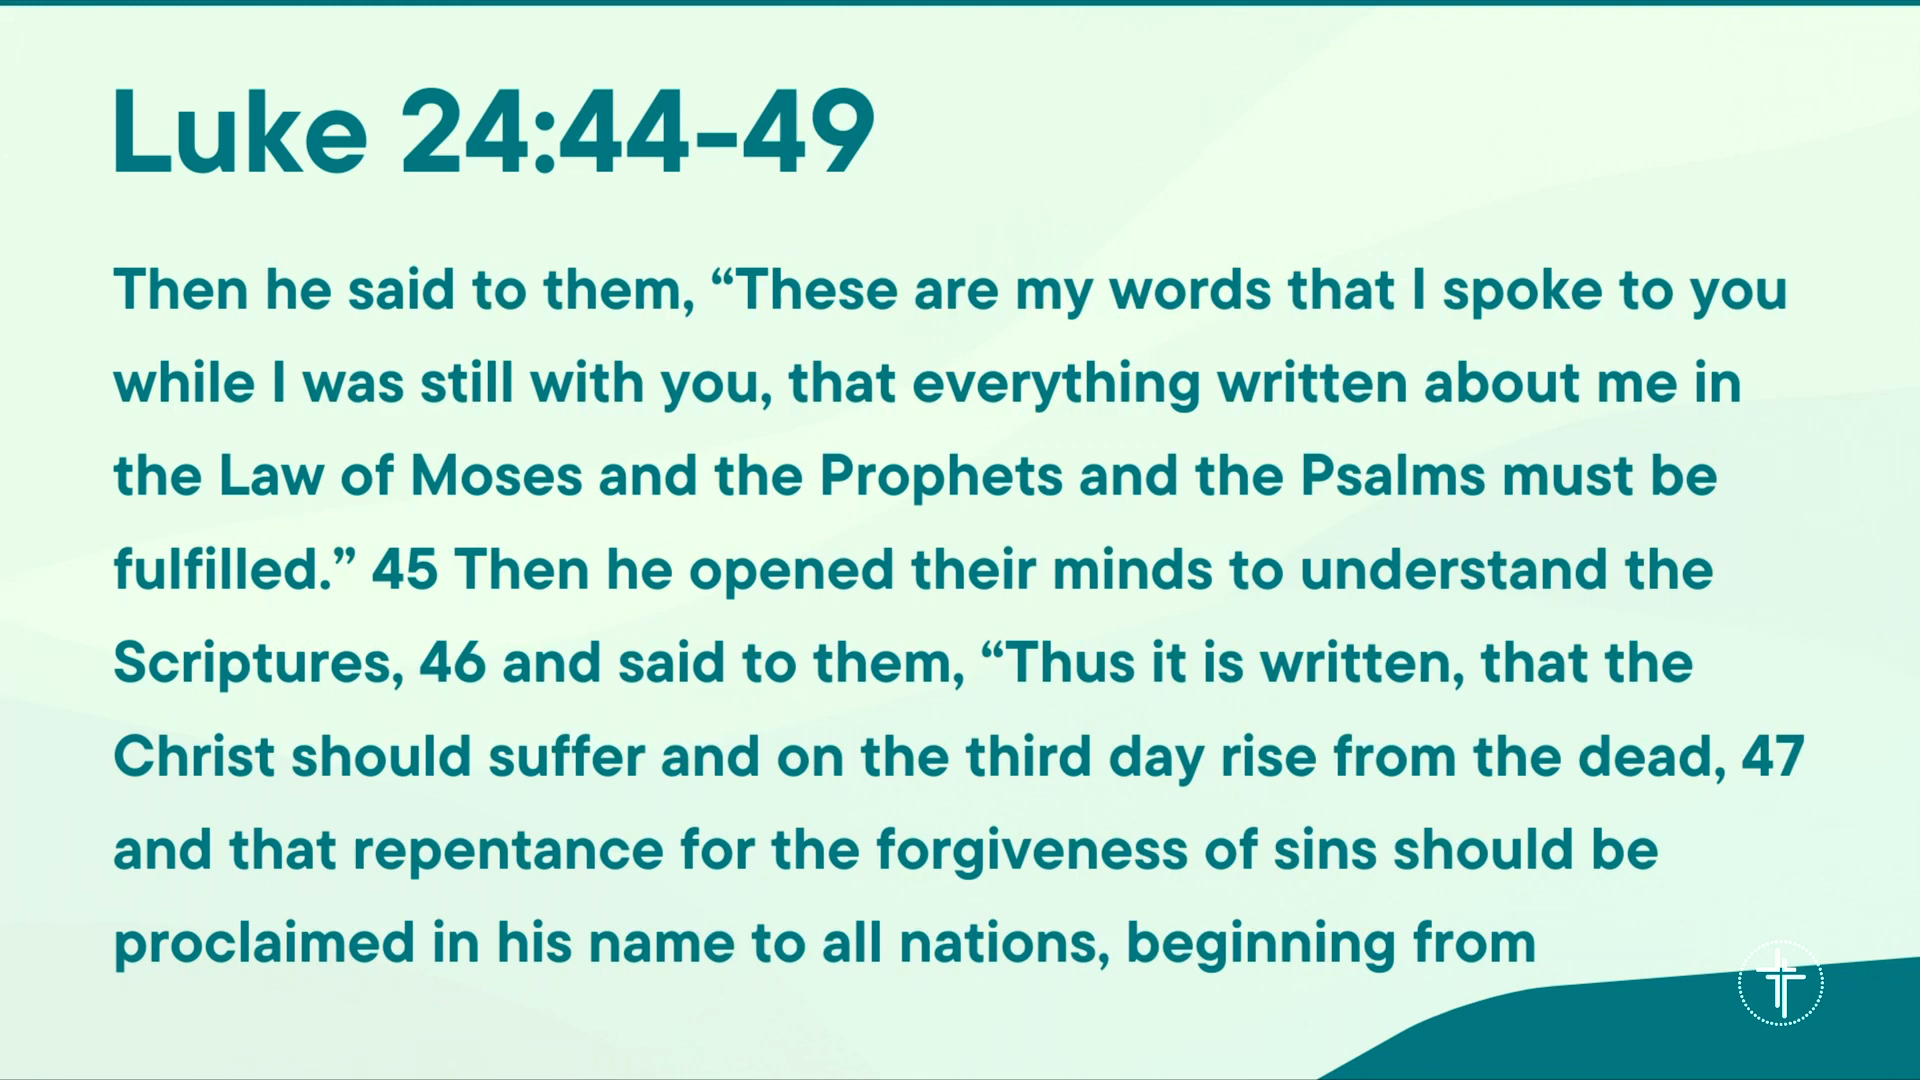 Luke 24:44-49
Then he said to them, “These are my words that I spoke to you
while I was still with you, that everything written about me in
the Law of Moses and the Prophets and the Psalms must be
fulfilled.” 45 Then he opened their minds to understand the
Scriptures, 46 and said to them, “Thus it is written, that the
Christ should suffer and on the third day rise from the dead, 47
and that repentance for the forgiveness of sins should be
proclaimed in his name to all nations, beginning from